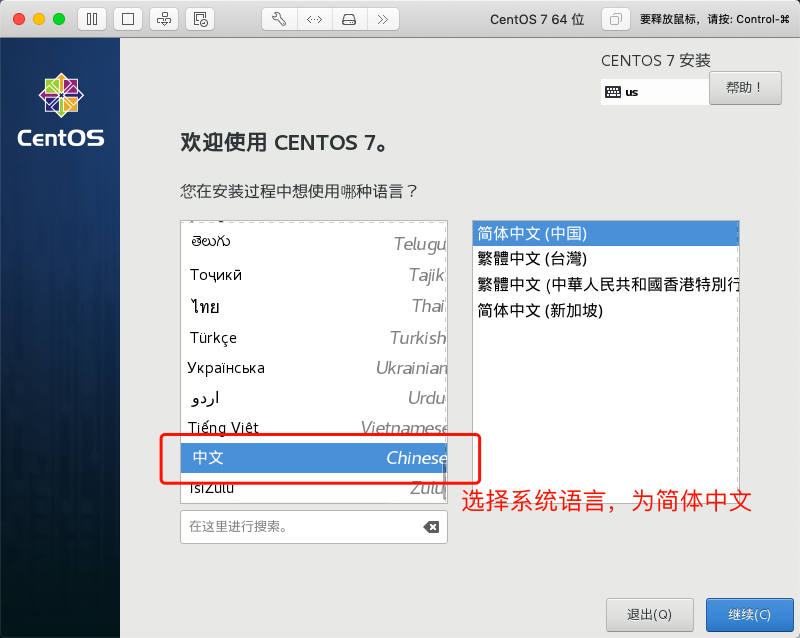 CentOS 7 64 位
要释放鼠标，请按: Control-⌘
CentOS
CENTOS 7 安装
us
帮助！
欢迎使用 CENTOS 7。
您在安装过程中想使用哪种语言？
తెలుగు Telugu
Тоҷикӣ Tajik
ไทย Thai
Türkçe Turkish
Українська Ukrainian
اردو Urdu
Tiếng Việt Vietnamese
中文 Chinese
IsiZulu Zulu
简体中文 (中国)
繁體中文 (台灣)
繁體中文 (中華人民共和國香港特別行
简体中文 (新加坡)
选择系统语言，为简体中文
在这里进行搜索。
退出(Q)
继续(C)